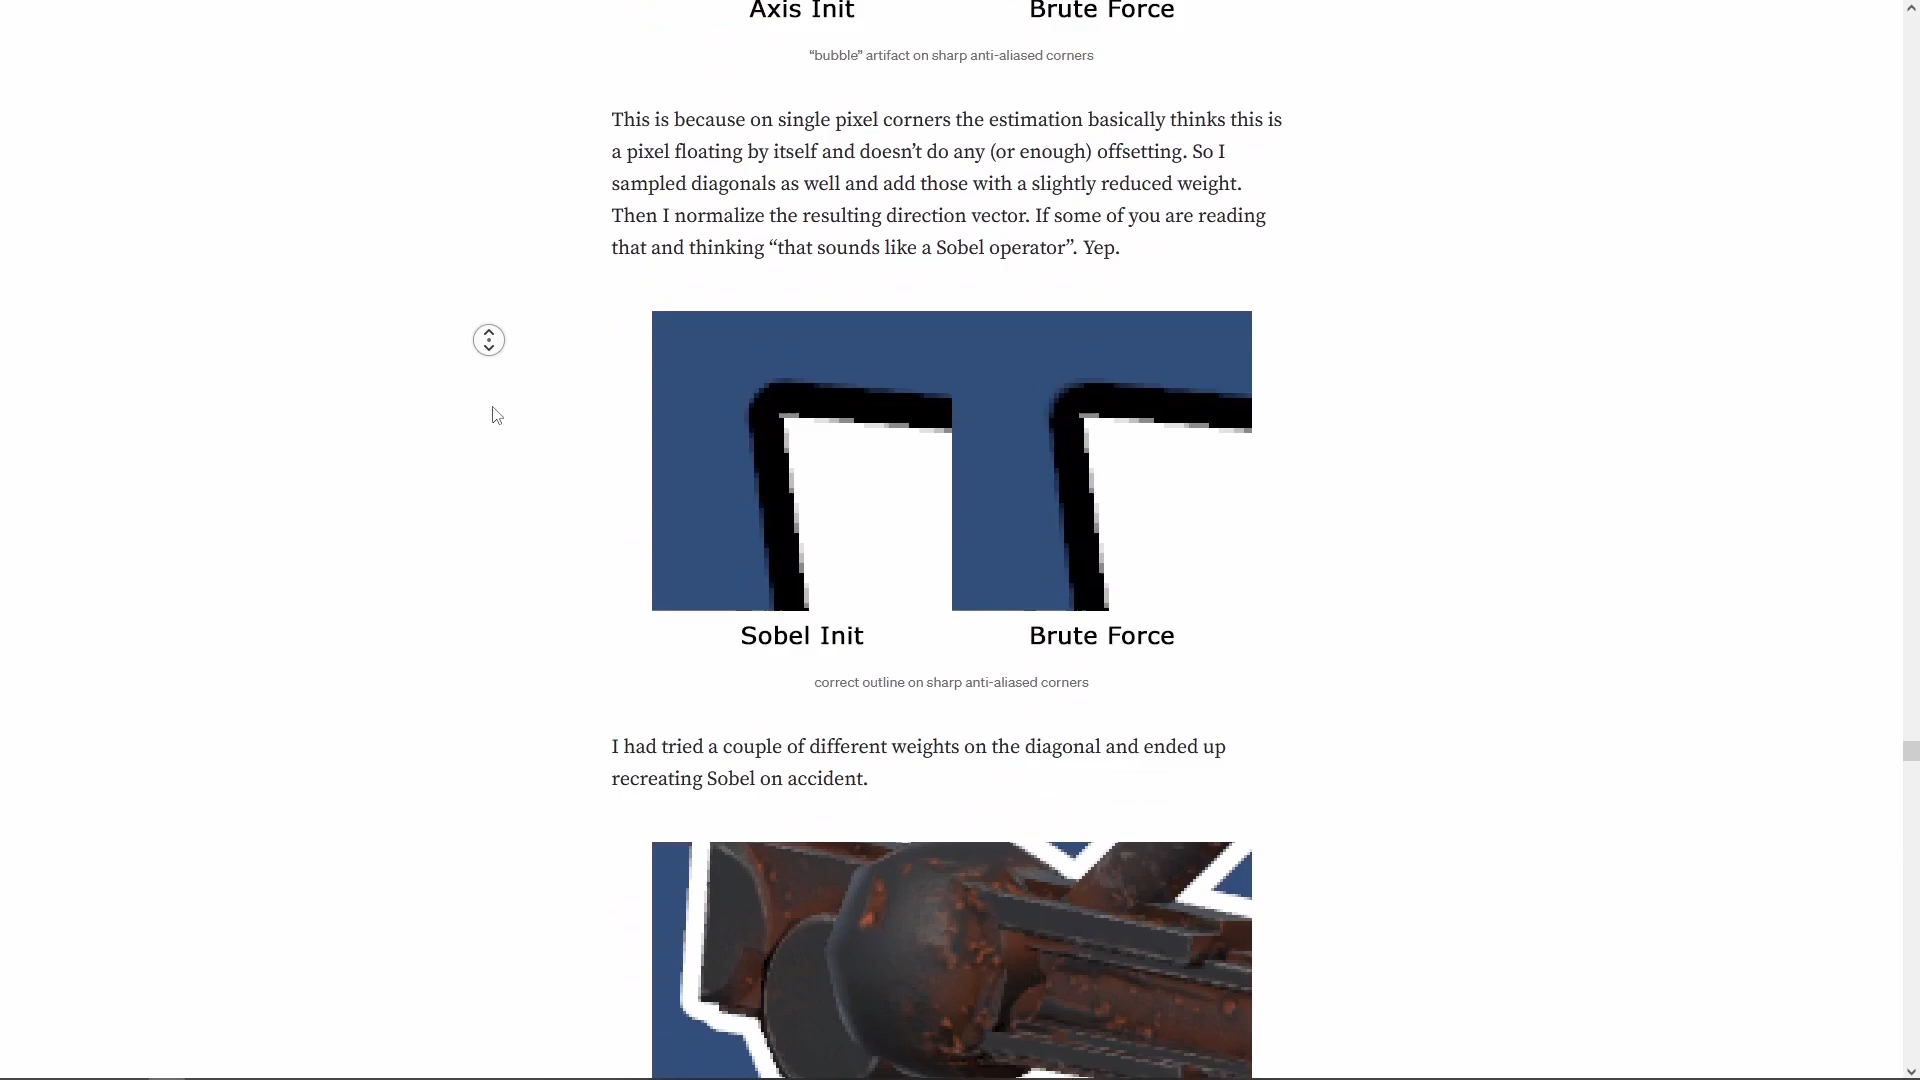 Axis Init Brute Force
“bubble” artifact on sharp anti-aliased corners
This is because on single pixel corners the estimation basically thinks this is
a pixel floating by itself and doesn’t do any (or enough) offsetting. So I
sampled diagonals as well and add those with a slightly reduced weight.
Then I normalize the resulting direction vector. If some of you are reading
that and thinking “that sounds like a Sobel operator”. Yep.
Sobel Init Brute Force
correct outline on sharp anti-aliased corners
I had tried a couple of different weights on the diagonal and ended up
recreating Sobel on accident.